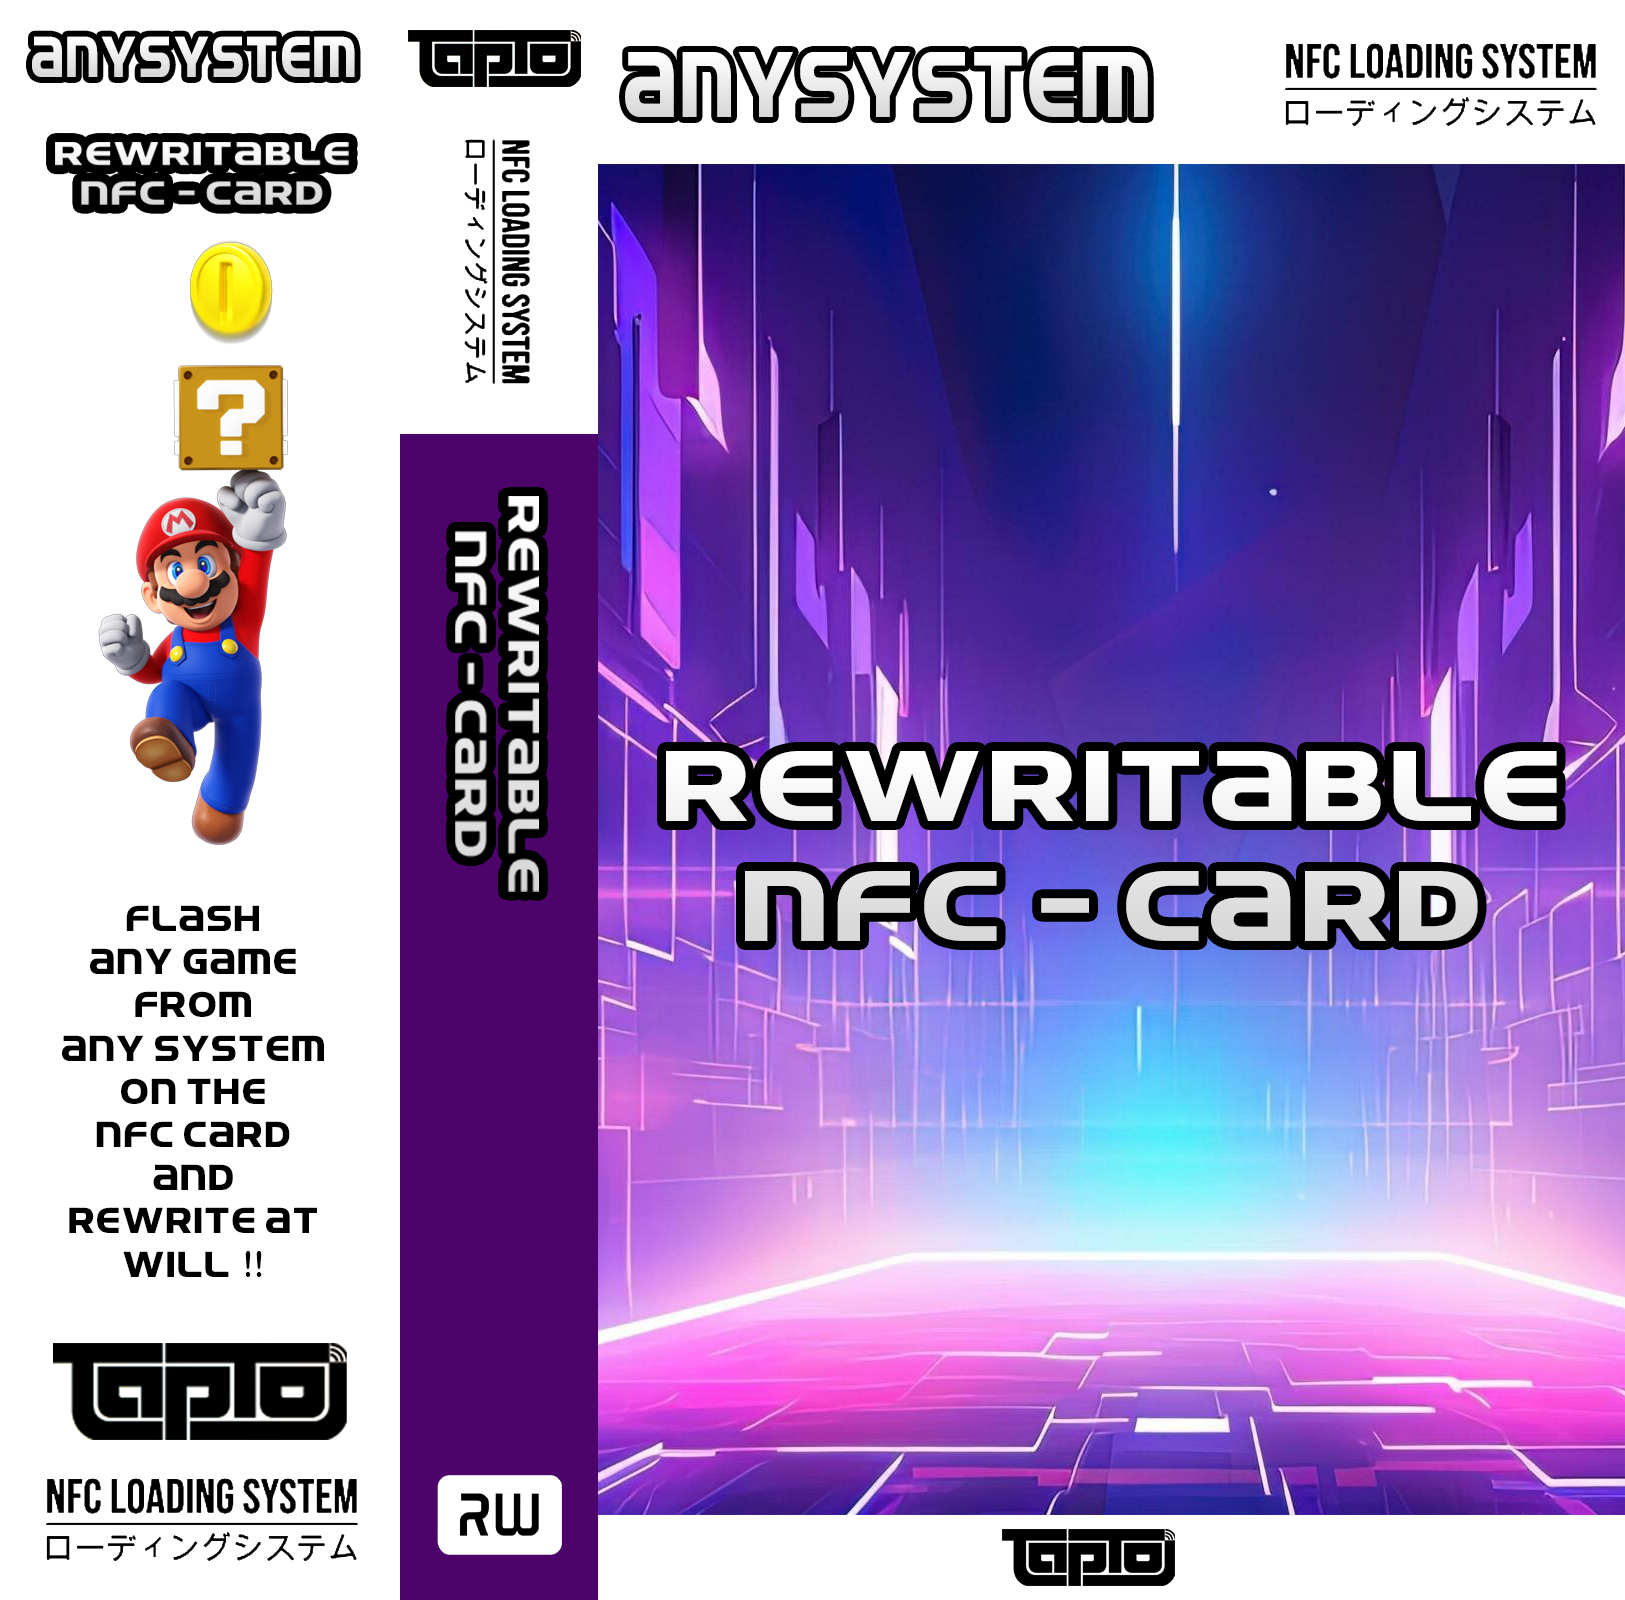 ANYSYSTEM
REWRITABLE
NFC - CARD
?
M
FLASH
ANY GAME
FROM
ANY SYSTEM
ON THE
NFC CARD
AND
REWRITE AT
WILL !!
TapTo
NFC LOADING SYSTEM
ローディングシステム
TapTo
NFC LOADING SYSTEM
ローディングシステム
REWRITABLE
NFC - CARD
RW
ANYSYSTEM
NFC LOADING SYSTEM
ローディングシステム
REWRITABLE
NFC - CARD
TapTo